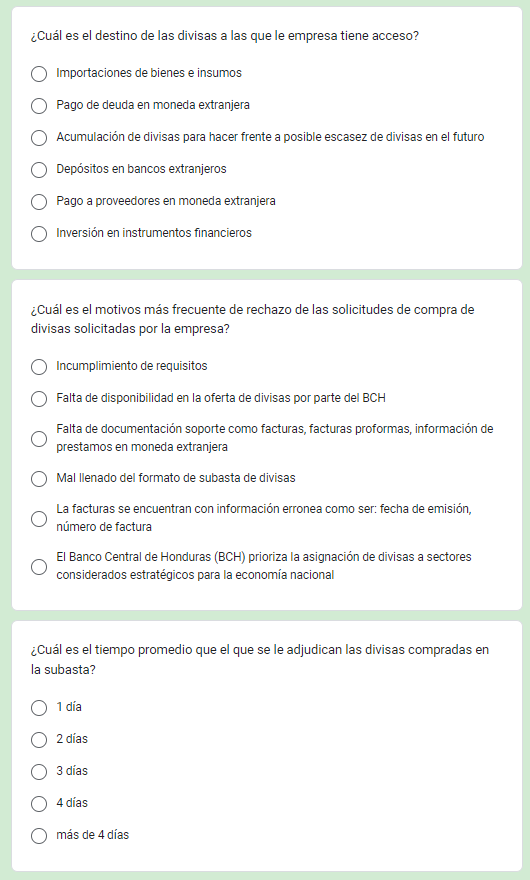 ¿Cuál es el destino de las divisas a las que le empresa tiene acceso?
Importaciones de bienes e insumos
Pago de deuda en moneda extranjera
Acumulación de divisas para hacer frente a posible escasez de divisas en el futuro
Depósitos en bancos extranjeros
Pago a proveedores en moneda extranjera
Inversión en instrumentos financieros
¿Cuál es el motivos más frecuente de rechazo de las solicitudes de compra de
divisas solicitadas por la empresa?
Incumplimiento de requisitos
Falta de disponibilidad en la oferta de divisas por parte del BCH
Falta de documentación soporte como facturas, facturas proformas, información de
prestamos en moneda extranjera
Mal llenado del formato de subasta de divisas
La facturas se encuentran con información erronea como ser: fecha de emisión,
número de factura
El Banco Central de Honduras (BCH) prioriza la asignación de divisas a sectores
considerados estratégicos para la economía nacional
¿Cuál es el tiempo promedio que el que se le adjudican las divisas compradas en
la subasta?
1 día
2 días
3 días
4 días
más de 4 días